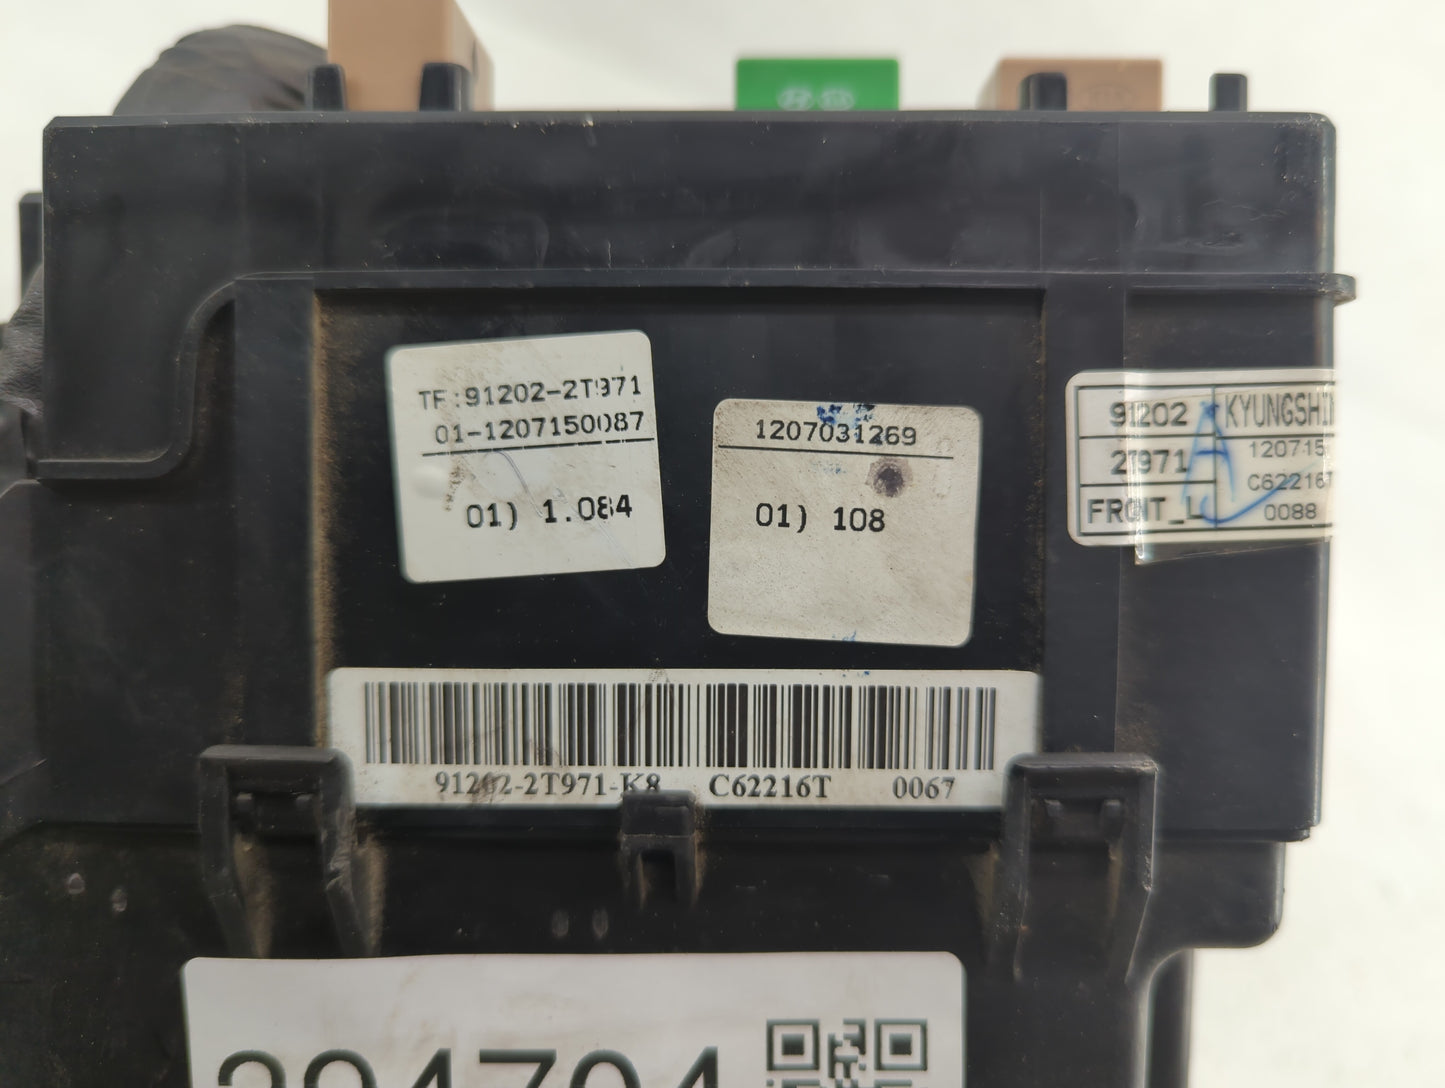 TF:91202-2T971
01-1207150087
01) 1.084
1207031269
01) 108
91202 KYUNGSHIN
2T971 120715
C62216T
FRONT_L 0088
91202-2T971-K8 C62216T 0067